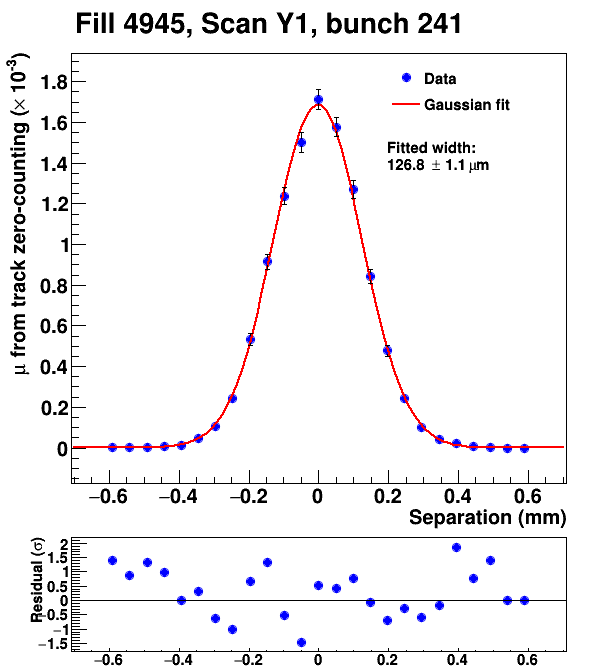 Fill 4945, Scan Y1, bunch 241
μ from track zero-counting (× 10⁻³)
1.8
1.6
1.4
1.2
1
0.8
0.6
0.4
0.2
0
Data
Gaussian fit
Fitted width:
126.8 ± 1.1 μm
−0.6 −0.4 −0.2 0 0.2 0.4 0.6
Separation (mm)
Residual (σ)
2
1.5
1
0.5
0
−0.5
−1
−1.5
−0.6 −0.4 −0.2 0 0.2 0.4 0.6